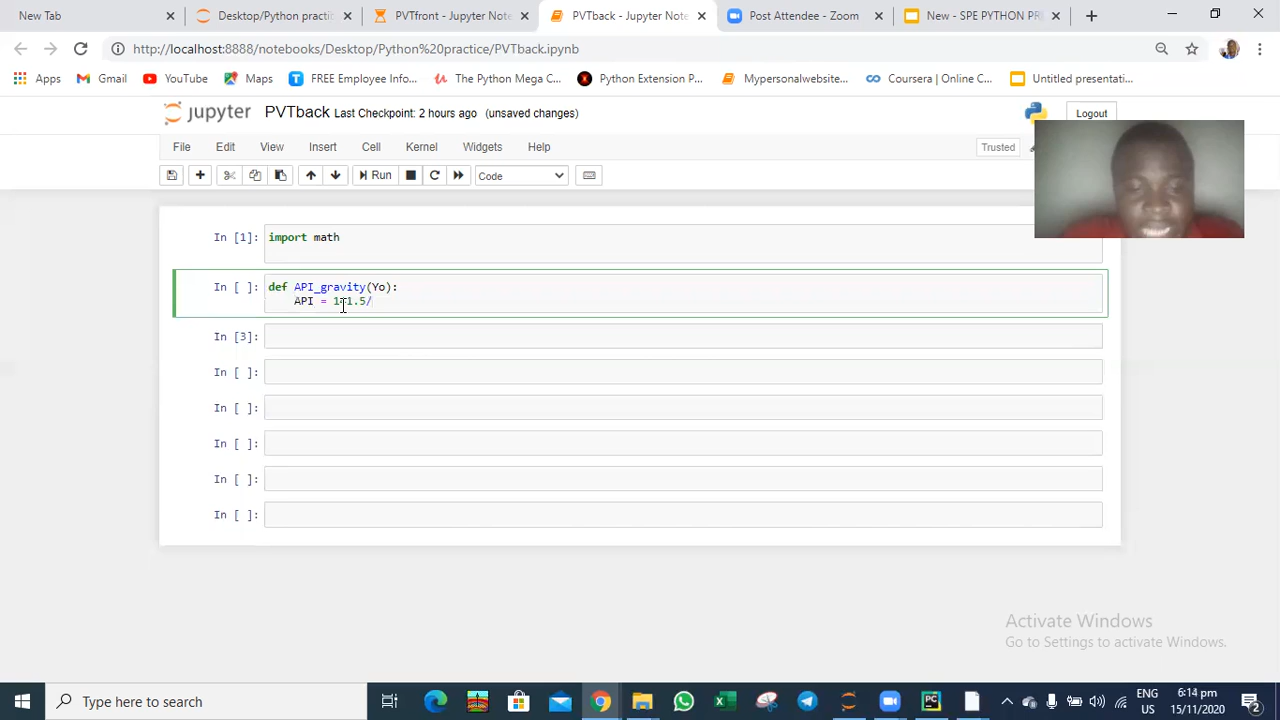 New Tab
Desktop/Python practi
PVTfront - Jupyter Note
PVTback - Jupyter Note
Post Attendee - Zoom
New - SPE PYTHON PR
http://localhost:8888/notebooks/Desktop/Python%20practice/PVTback.ipynb
Apps
Gmail
YouTube
Maps
FREE Employee Info...
The Python Mega C...
Python Extension P...
Mypersonalwebsite...
Coursera | Online C...
Untitled presentati...
jupyter
PVTback Last Checkpoint: 2 hours ago (unsaved changes)
Logout
File Edit View Insert Cell Kernel Widgets Help
Trusted
Run
Code
In [1]: import math
In [ ]: def API_gravity(Yo):
API = 141.5/
In [3]:
In [ ]:
In [ ]:
In [ ]:
In [ ]:
In [ ]:
Activate Windows
Go to Settings to activate Windows.
Type here to search
ENG
US
6:14 pm
15/11/2020
2